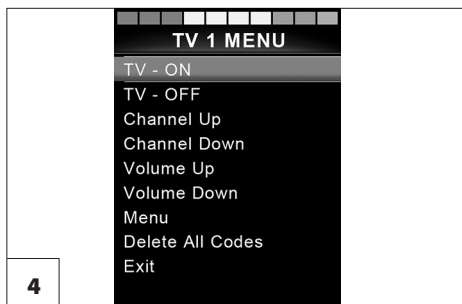 TV 1 MENU
TV - ON
TV - OFF
Channel Up
Channel Down
Volume Up
Volume Down
Menu
Delete All Codes
Exit
4